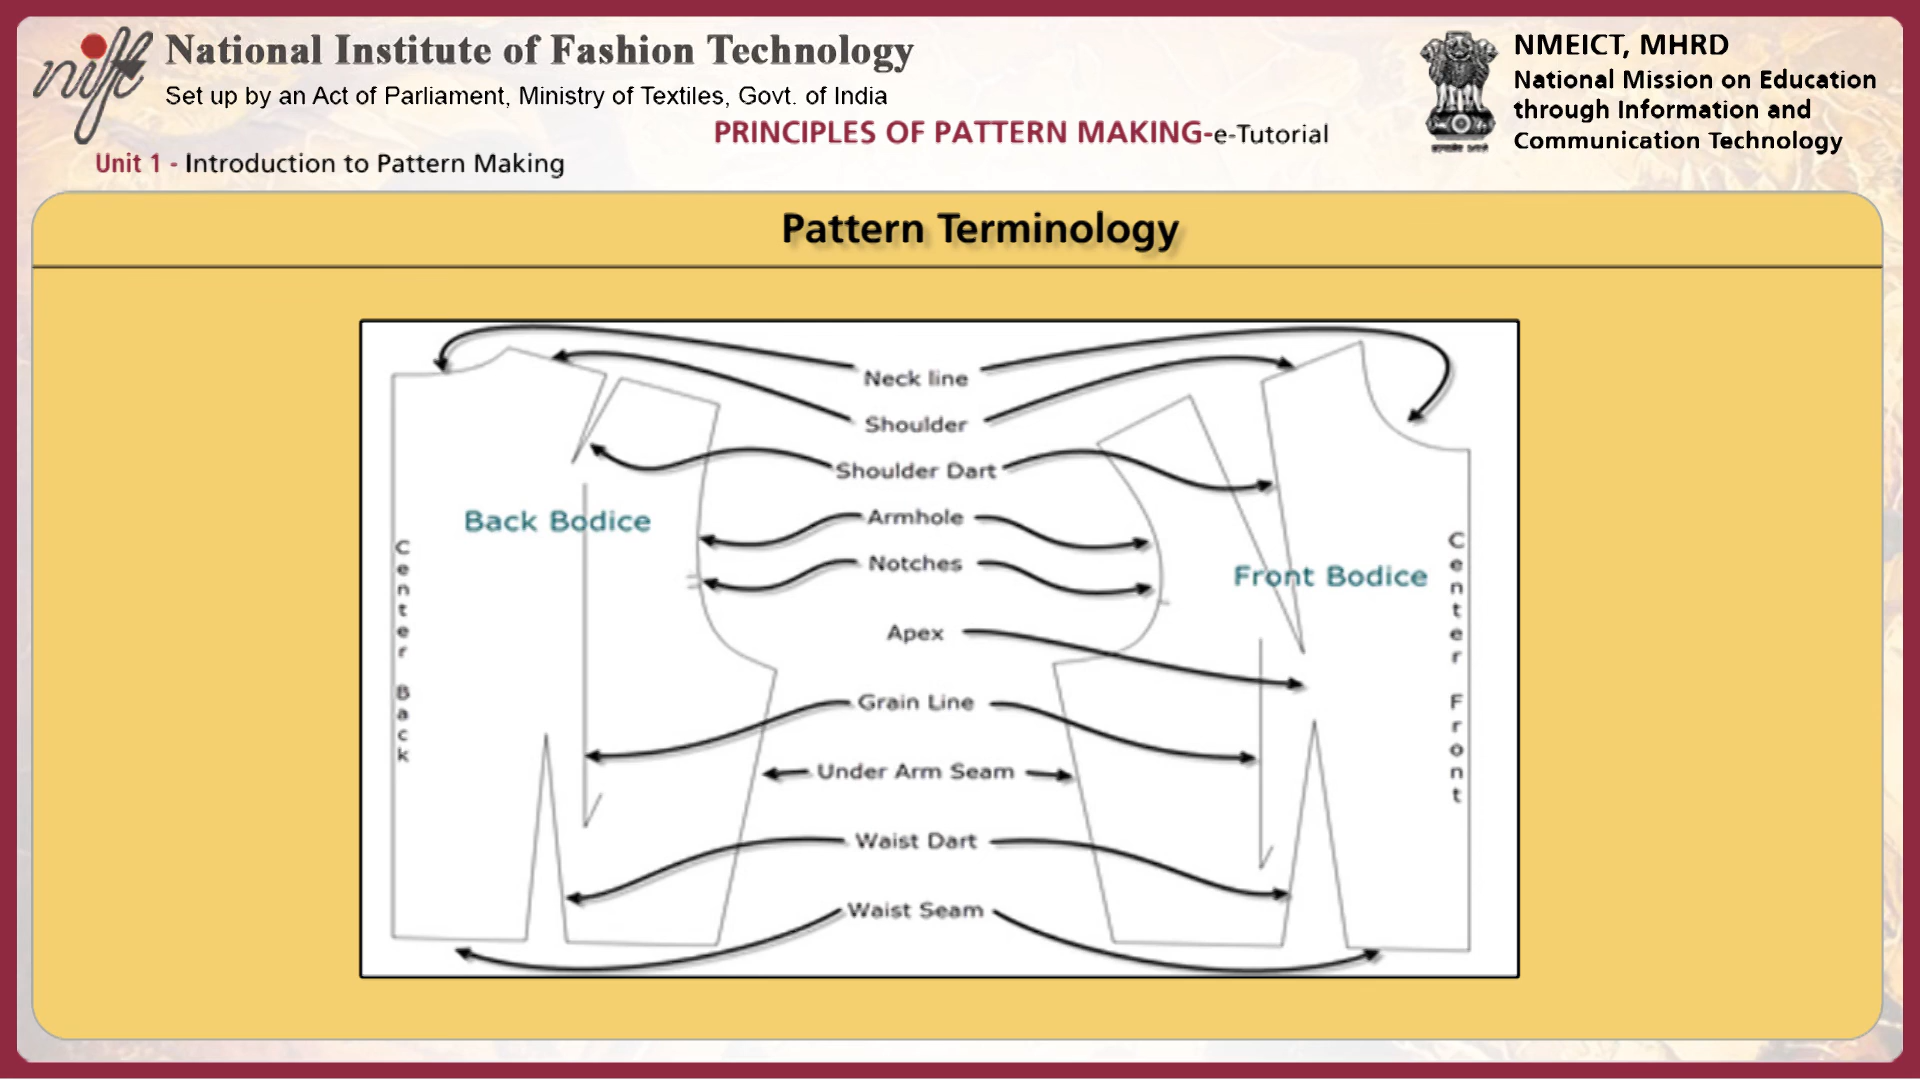 nift
National Institute of Fashion Technology
Set up by an Act of Parliament, Ministry of Textiles, Govt. of India
PRINCIPLES OF PATTERN MAKING-e-Tutorial
Unit 1 - Introduction to Pattern Making
NMEICT, MHRD
National Mission on Education
through Information and
Communication Technology
Pattern Terminology
Neck line
Shoulder
Shoulder Dart
Armhole
Notches
Apex
Grain Line
Under Arm Seam
Waist Dart
Waist Seam
Back Bodice
Front Bodice
Center Back
Center Front